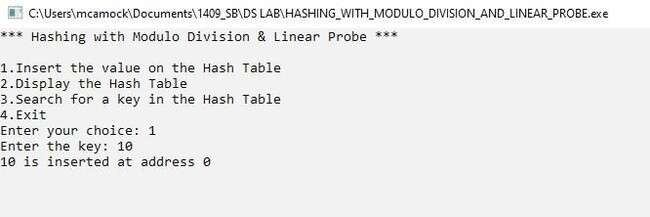 C:\Users\mcamock\Documents\1409_SB\DS LAB\HASHING_WITH_MODULO_DIVISION_AND_LINEAR_PROBE.exe
*** Hashing with Modulo Division & Linear Probe ***
1.Insert the value on the Hash Table
2.Display the Hash Table
3.Search for a key in the Hash Table
4.Exit
Enter your choice: 1
Enter the key: 10
10 is inserted at address 0